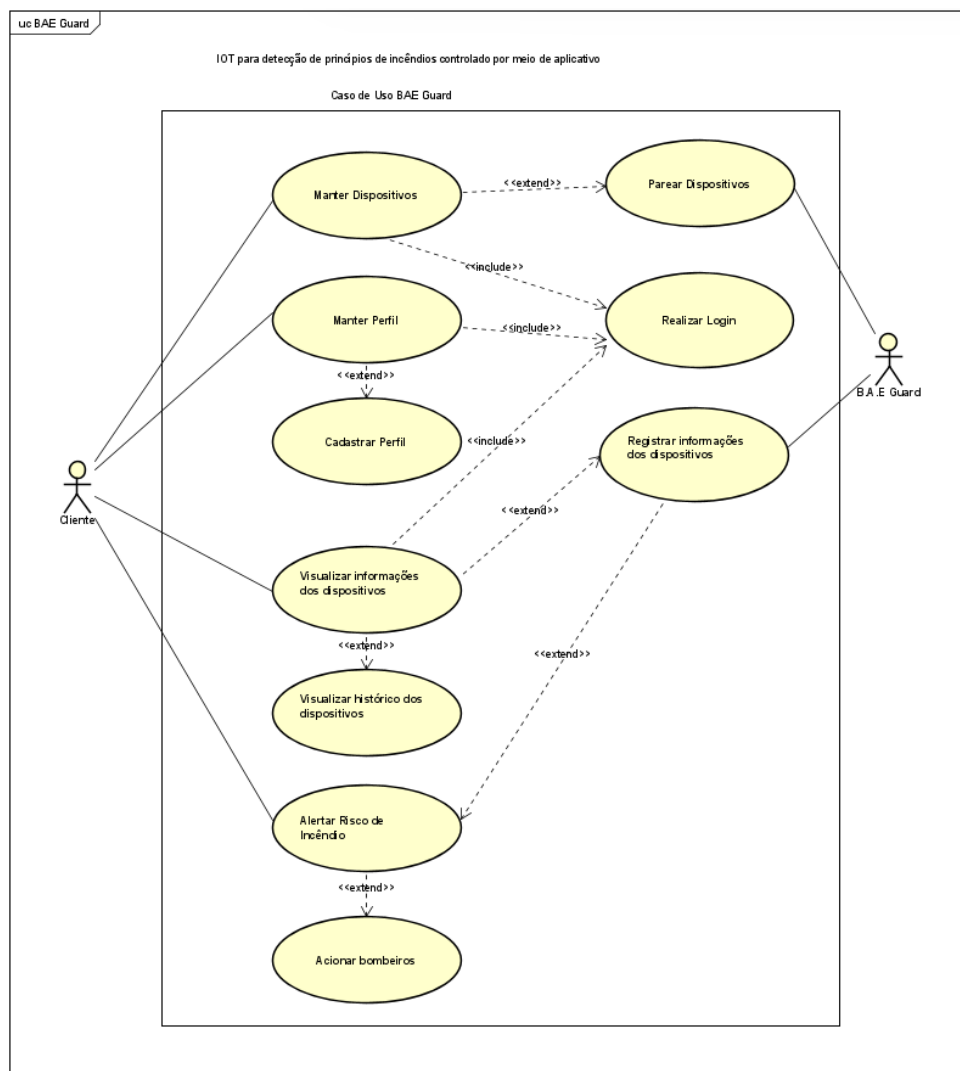 uc BAE Guard
IOT para detecção de princípios de incêndios controlado por meio de aplicativo
Caso de Uso BAE Guard
Manter Dispositivos
<<extend>>
Parear Dispositivos
<<include>>
Manter Perfil
<<include>>
Realizar Login
<<extend>>
B.A.E Guard
Cadastrar Perfil
<<include>>
Registrar informações
dos dispositivos
Cliente
<<extend>>
Visualizar informações
dos dispositivos
<<extend>>
<<extend>>
Visualizar histórico dos
dispositivos
Alertar Risco de
Incêndio
<<extend>>
Acionar bombeiros